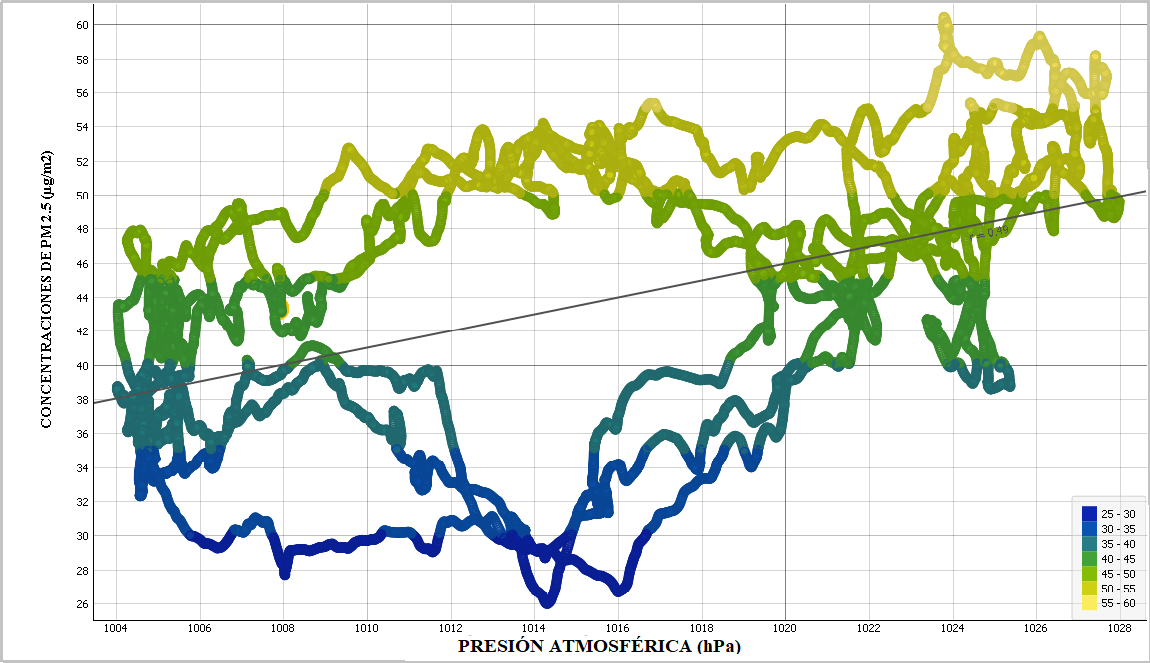 CONCENTRACIONES DE PM 2.5 (µg/m2)
60
58
56
54
52
50
48
46
44
42
40
38
36
34
32
30
28
26
r = 0.49
25 - 30
30 - 35
35 - 40
40 - 45
45 - 50
50 - 55
55 - 60
1004 1006 1008 1010 1012 1014 1016 1018 1020 1022 1024 1026 1028
PRESIÓN ATMOSFÉRICA (hPa)